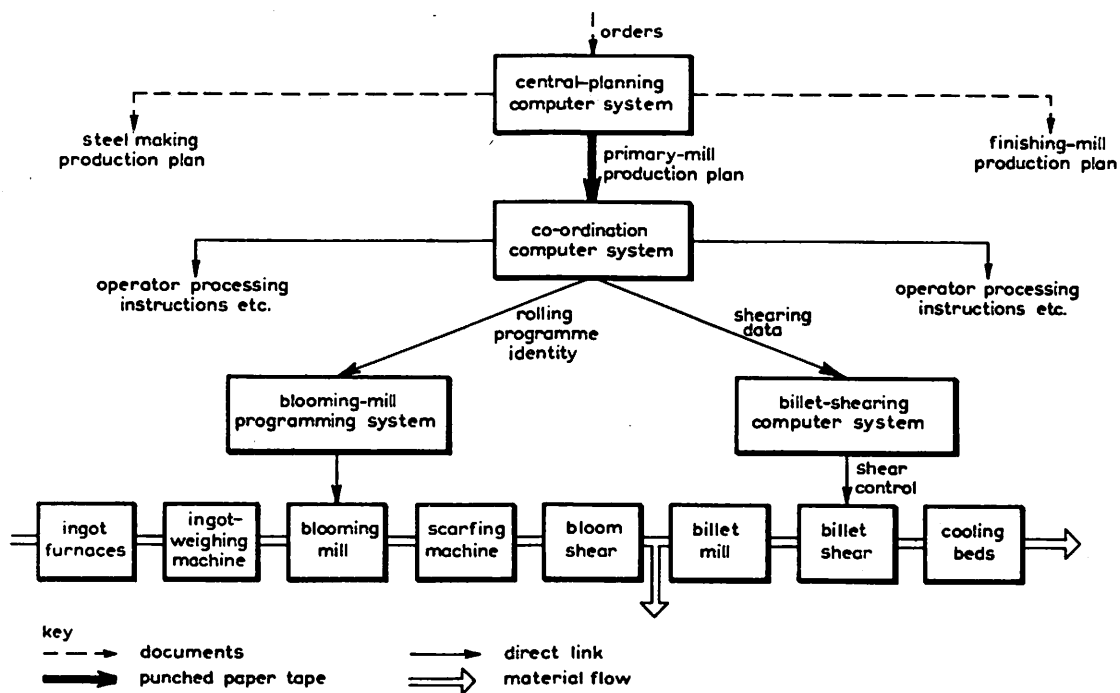 orders
central-planning
computer system
steel making
production plan
primary-mill
production plan
finishing-mill
production plan
co-ordination
computer system
operator processing
instructions etc.
operator processing
instructions etc.
rolling
programme
identity
shearing
data
blooming-mill
programming system
billet-shearing
computer system
shear
control
ingot
furnaces
ingot-
weighing
machine
blooming
mill
scarfing
machine
bloom
shear
billet
mill
billet
shear
cooling
beds
key
documents
direct link
punched paper tape
material flow